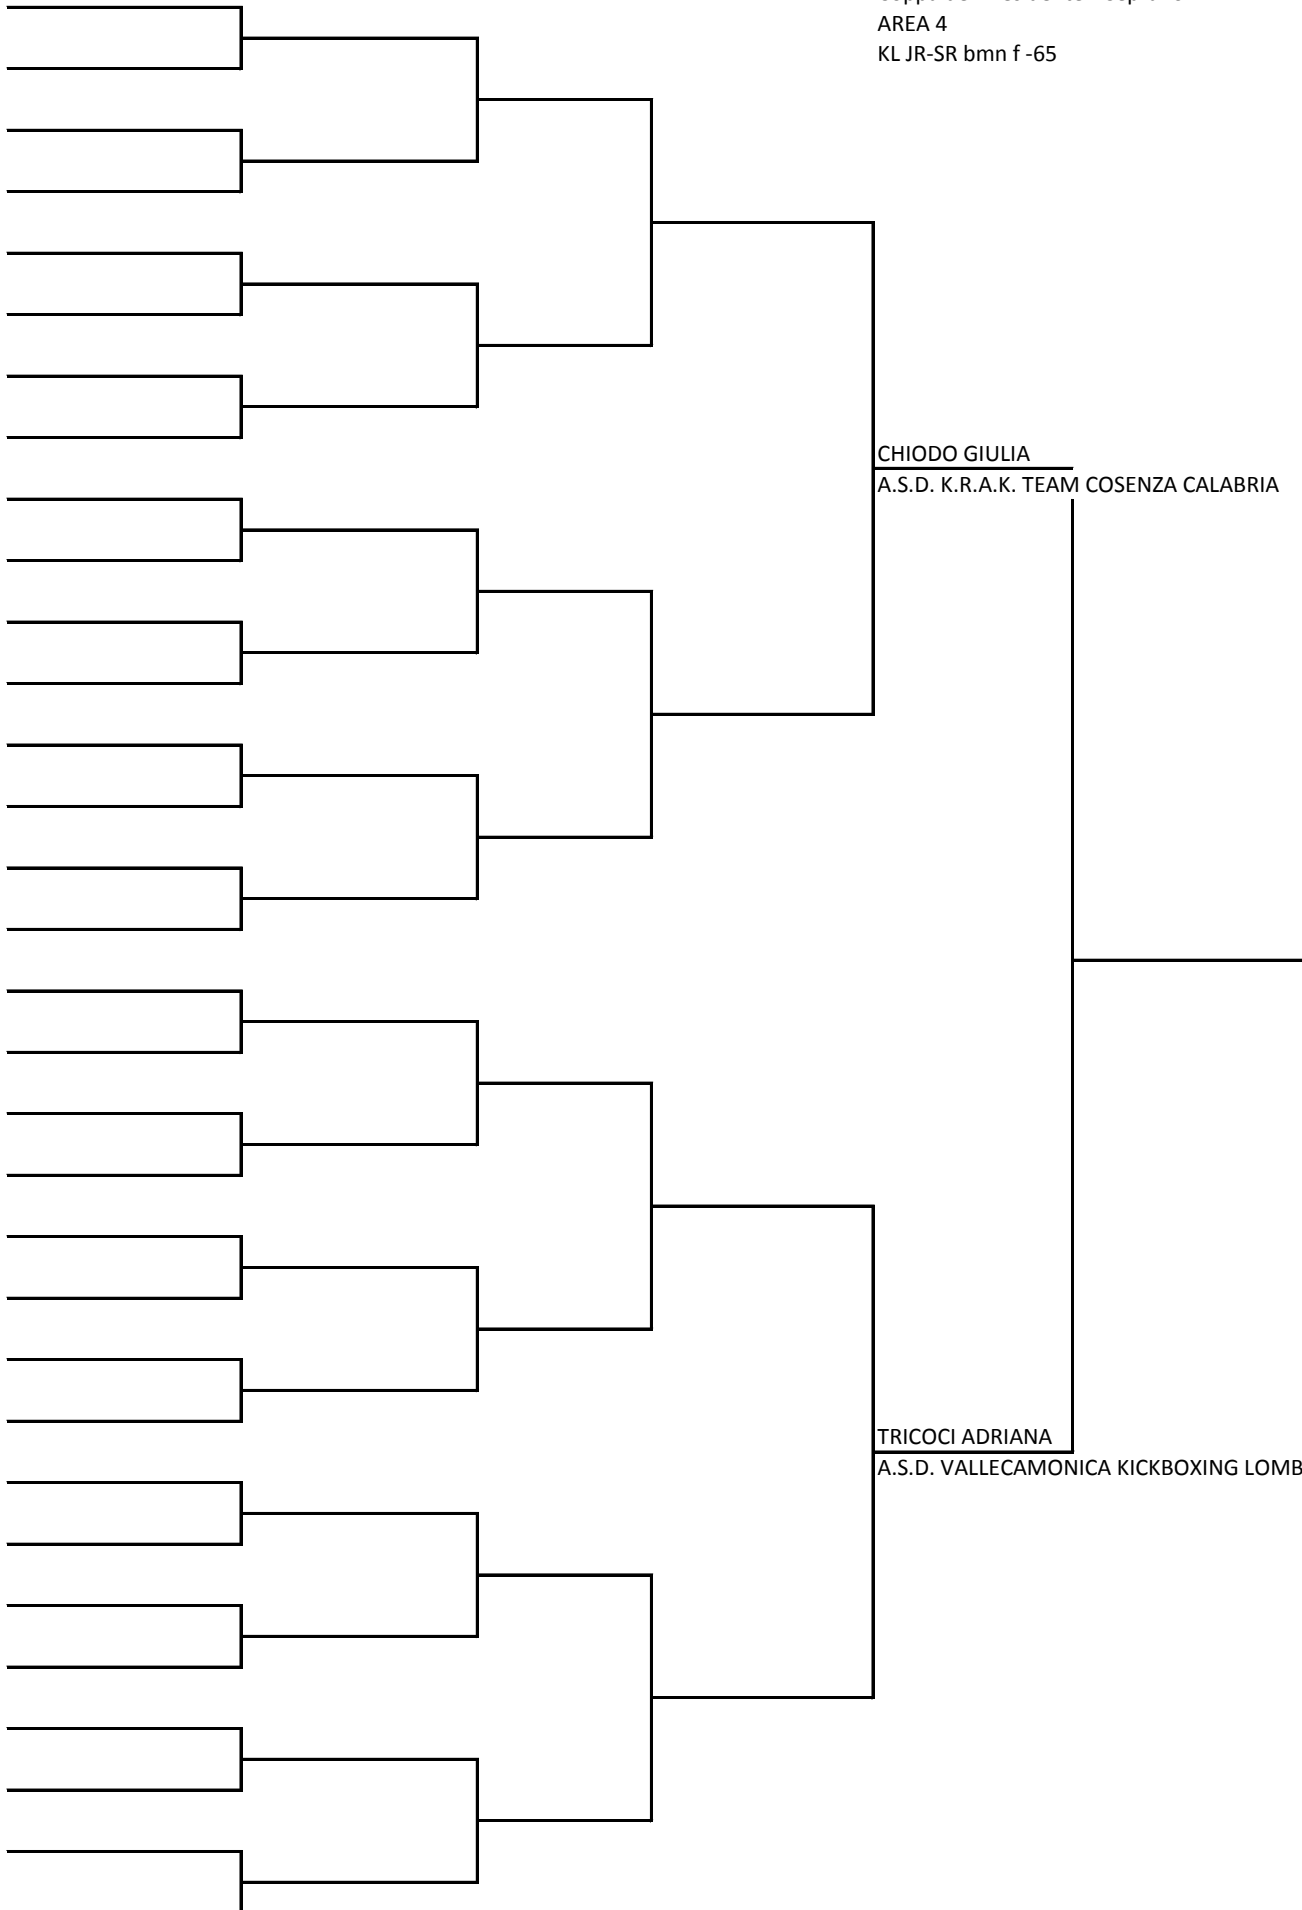 AREA 4
KL JR-SR bmn f -65
CHIODO GIULIA
A.S.D. K.R.A.K. TEAM COSENZA CALABRIA
TRICOCI ADRIANA
A.S.D. VALLECAMONICA KICKBOXING LOMB